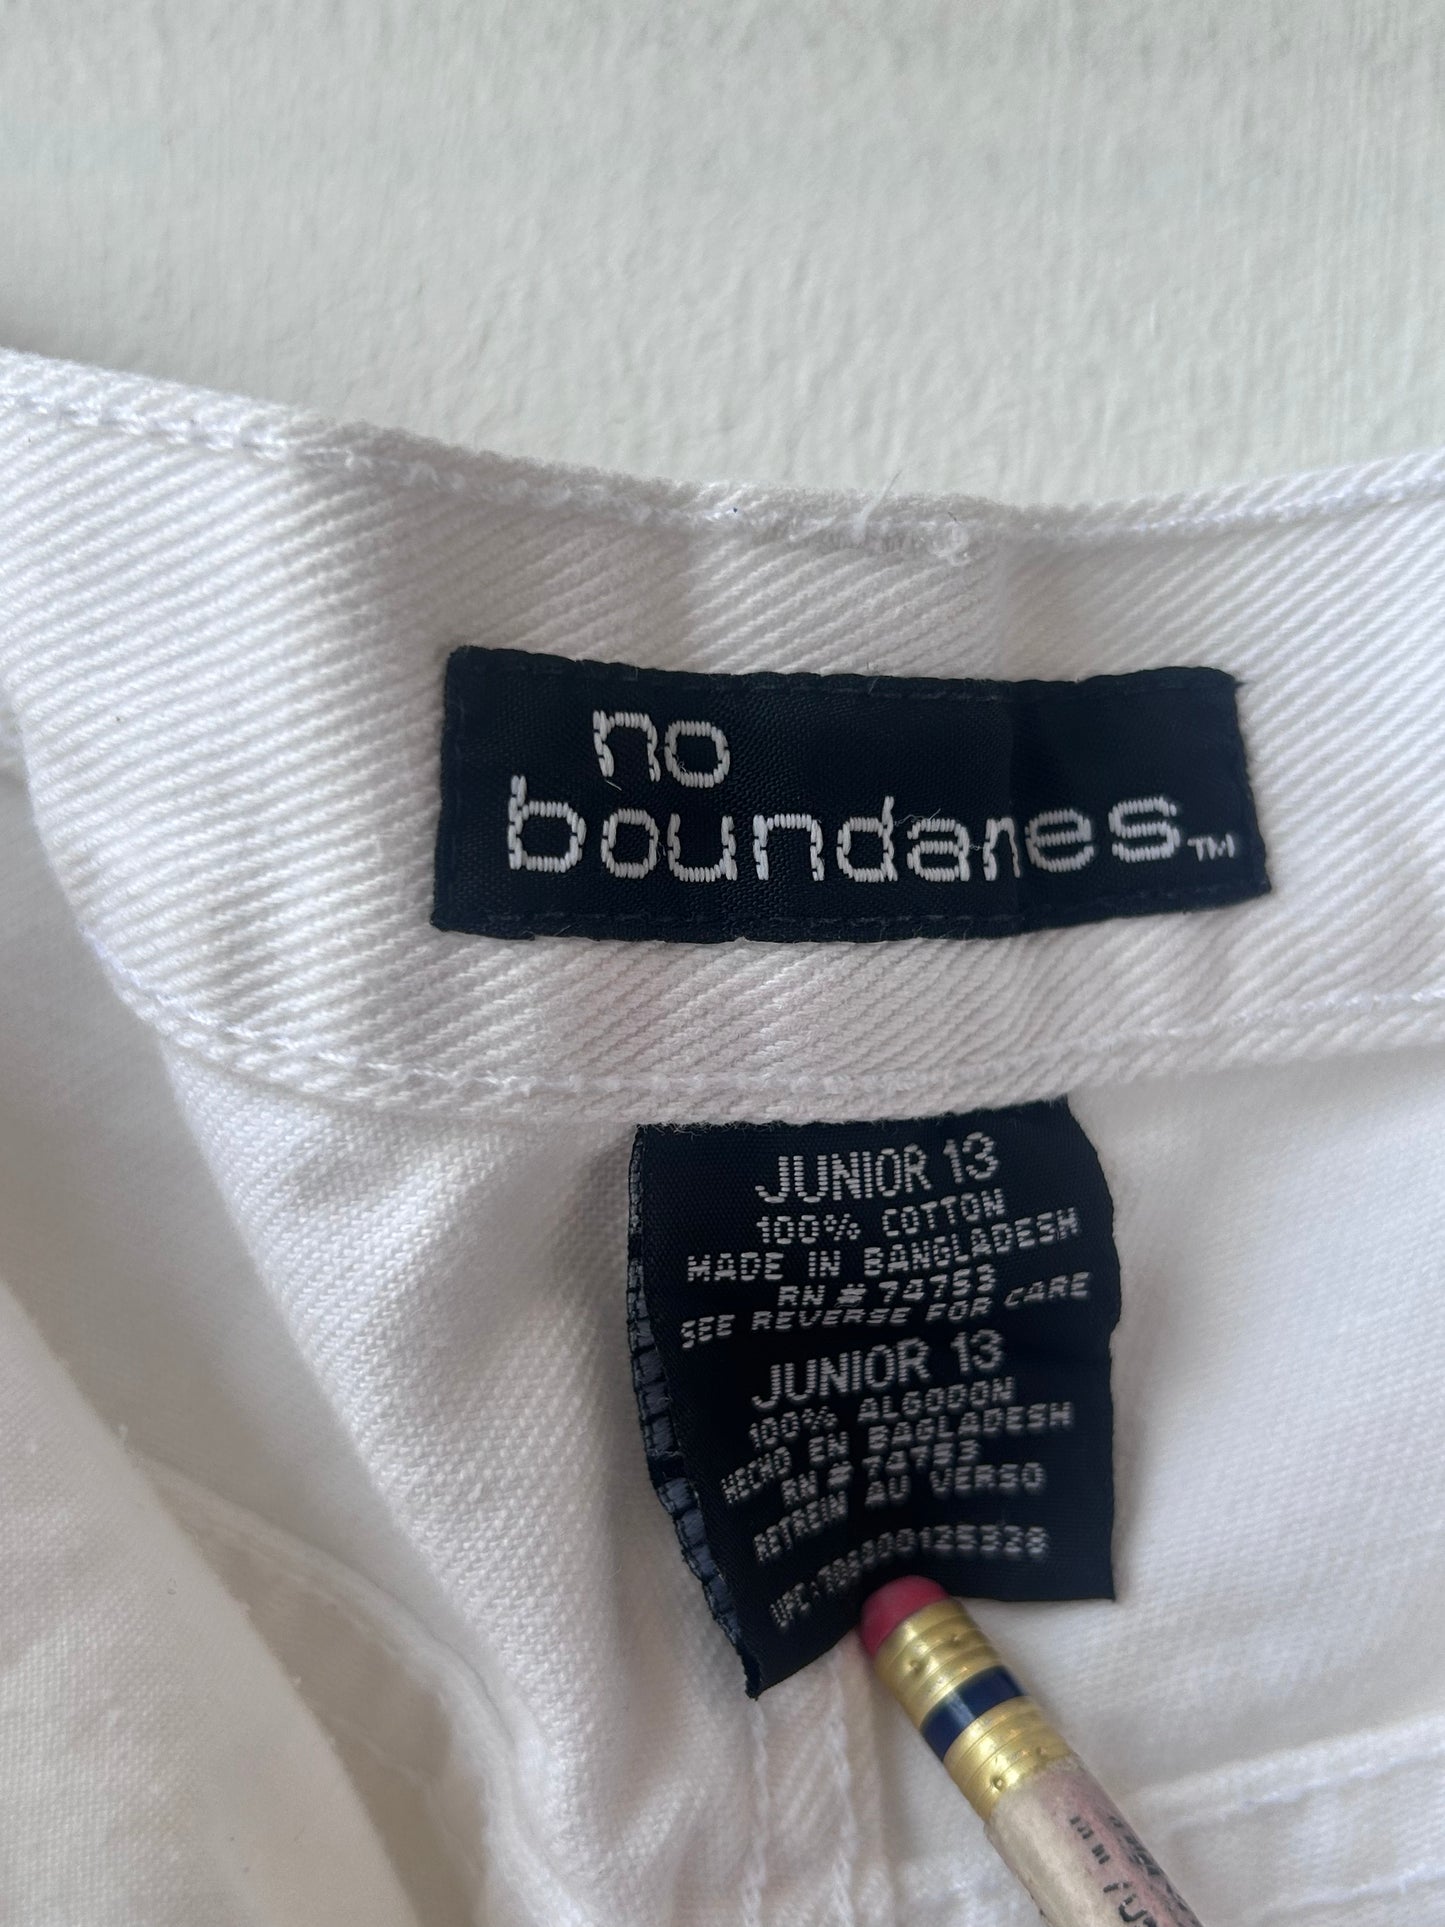 no
boundaries™
JUNIOR 13
100% COTTON
MADE IN BANGLADESH
RN # 74753
SEE REVERSE FOR CARE
JUNIOR 13
100% ALGODON
HECHO EN BAGLADESH
RN # 74753
RETREIN AU VERSO
UPC: